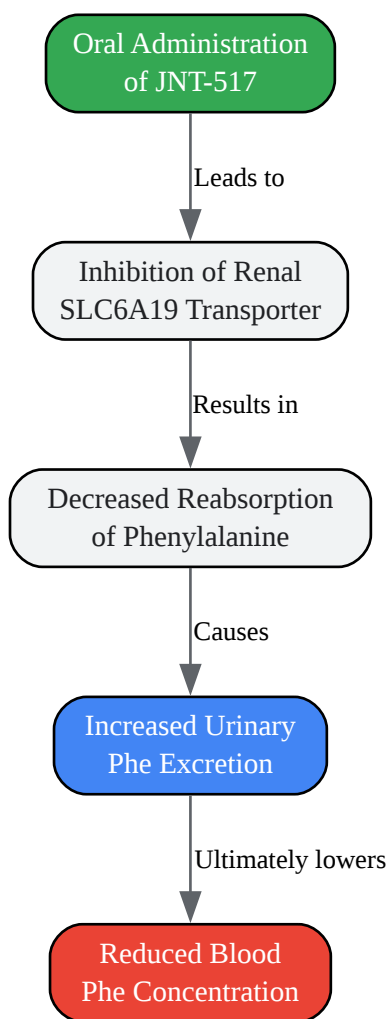 Oral Administration
of JNT-517
Leads to
Inhibition of Renal
SLC6A19 Transporter
Results in
Decreased Reabsorption
of Phenylalanine
Causes
Increased Urinary
Phe Excretion
Ultimately lowers
Reduced Blood
Phe Concentration